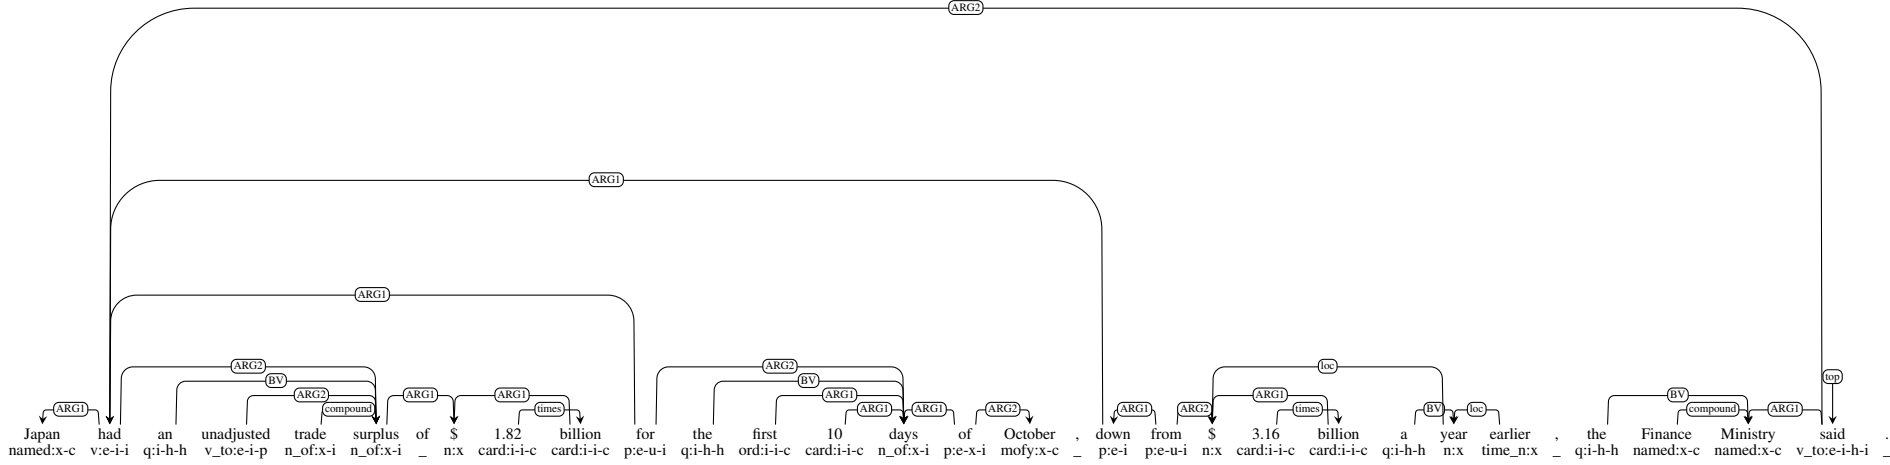 ARG2
ARG1
ARG1
ARG2 loc
BV BV BV
ARG2 ARG1 ARG1 ARG1 ARG1 top
ARG1 compound times ARG1 ARG1 ARG2 ARG1 ARG2 times BV loc compound ARG1
Japan had an unadjusted trade surplus of $ 1.82 billion for the first 10 days of October , down from $ 3.16 billion a year earlier , the Finance Ministry said .
named:x-c v:e-i-i q:i-h-h v_to:e-i-p n_of:x-i n_of:x-i _ n:x card:i-i-c card:i-i-c p:e-u-i q:i-h-h ord:i-i-c card:i-i-c n_of:x-i p:e-x-i mofy:x-c _ p:e-i p:e-u-i n:x card:i-i-c card:i-i-c q:i-h-h n:x time_n:x _ q:i-h-h named:x-c named:x-c v_to:e-i-h-i _